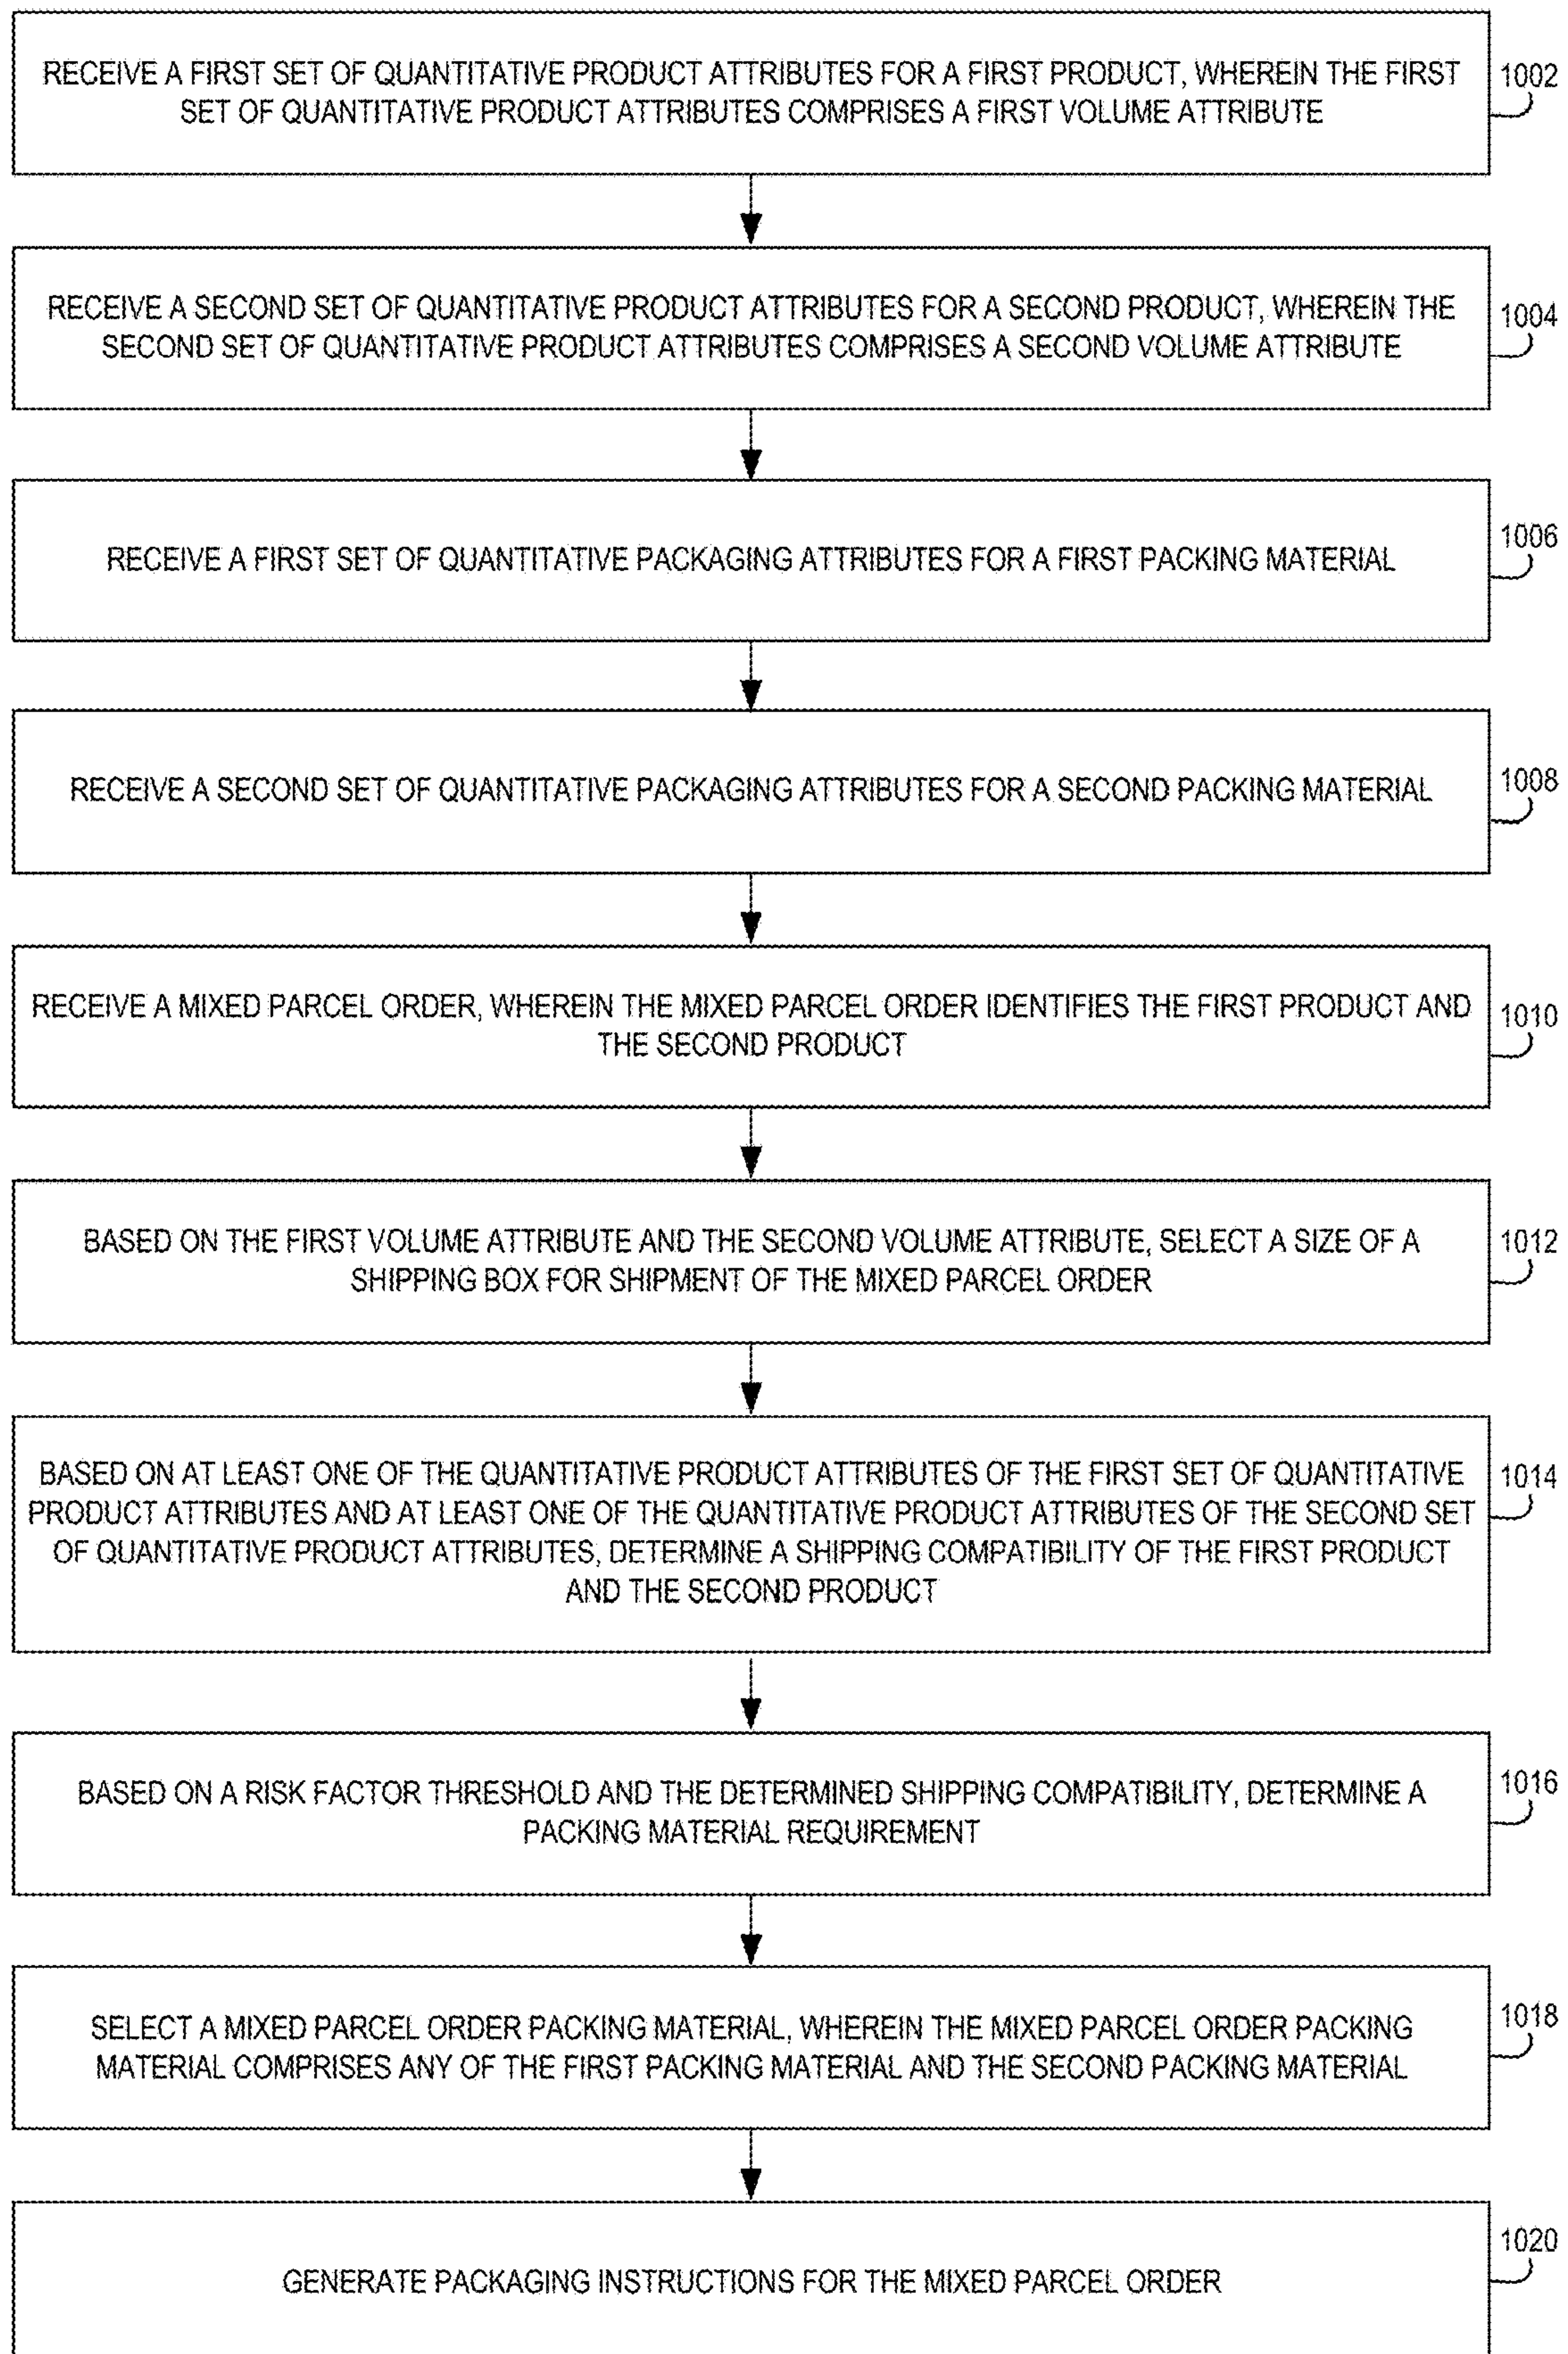 RECEIVE A FIRST SET OF QUANTITATIVE PRODUCT ATTRIBUTES FOR A FIRST PRODUCT, WHEREIN THE FIRST
SET OF QUANTITATIVE PRODUCT ATTRIBUTES COMPRISES A FIRST VOLUME ATTRIBUTE
1002
RECEIVE A SECOND SET OF QUANTITATIVE PRODUCT ATTRIBUTES FOR A SECOND PRODUCT, WHEREIN THE
SECOND SET OF QUANTITATIVE PRODUCT ATTRIBUTES COMPRISES A SECOND VOLUME ATTRIBUTE
1004
RECEIVE A FIRST SET OF QUANTITATIVE PACKAGING ATTRIBUTES FOR A FIRST PACKING MATERIAL
1006
RECEIVE A SECOND SET OF QUANTITATIVE PACKAGING ATTRIBUTES FOR A SECOND PACKING MATERIAL
1008
RECEIVE A MIXED PARCEL ORDER, WHEREIN THE MIXED PARCEL ORDER IDENTIFIES THE FIRST PRODUCT AND
THE SECOND PRODUCT
1010
BASED ON THE FIRST VOLUME ATTRIBUTE AND THE SECOND VOLUME ATTRIBUTE, SELECT A SIZE OF A
SHIPPING BOX FOR SHIPMENT OF THE MIXED PARCEL ORDER
1012
BASED ON AT LEAST ONE OF THE QUANTITATIVE PRODUCT ATTRIBUTES OF THE FIRST SET OF QUANTITATIVE
PRODUCT ATTRIBUTES AND AT LEAST ONE OF THE QUANTITATIVE PRODUCT ATTRIBUTES OF THE SECOND SET
OF QUANTITATIVE PRODUCT ATTRIBUTES, DETERMINE A SHIPPING COMPATIBILITY OF THE FIRST PRODUCT
AND THE SECOND PRODUCT
1014
BASED ON A RISK FACTOR THRESHOLD AND THE DETERMINED SHIPPING COMPATIBILITY, DETERMINE A
PACKING MATERIAL REQUIREMENT
1016
SELECT A MIXED PARCEL ORDER PACKING MATERIAL, WHEREIN THE MIXED PARCEL ORDER PACKING
MATERIAL COMPRISES ANY OF THE FIRST PACKING MATERIAL AND THE SECOND PACKING MATERIAL
1018
GENERATE PACKAGING INSTRUCTIONS FOR THE MIXED PARCEL ORDER
1020